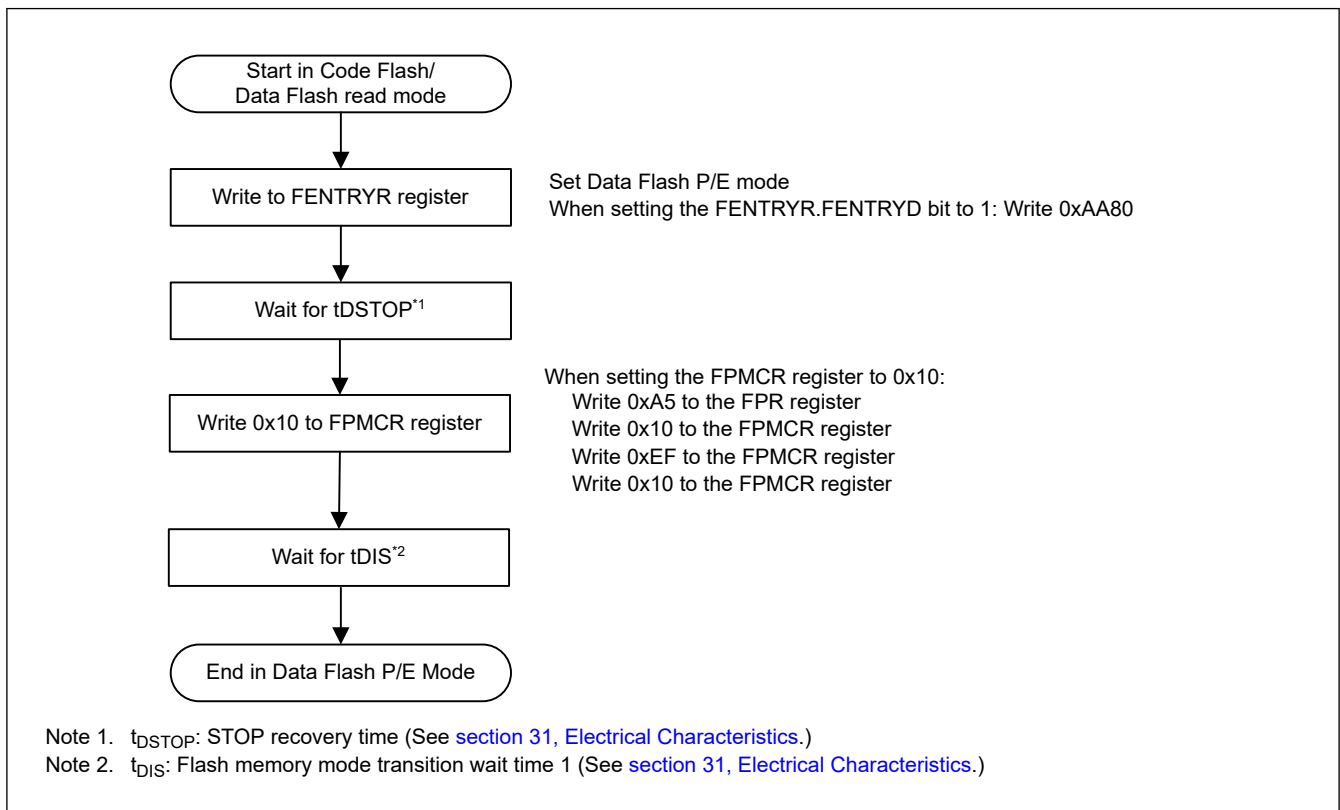 Start in Code Flash/
Data Flash read mode
Write to FENTRYR register
Set Data Flash P/E mode
When setting the FENTRYR.FENTRYD bit to 1: Write 0xAA80
Wait for tDSTOP*1
Write 0x10 to FPMCR register
When setting the FPMCR register to 0x10:
Write 0xA5 to the FPR register
Write 0x10 to the FPMCR register
Write 0xEF to the FPMCR register
Write 0x10 to the FPMCR register
Wait for tDIS*2
End in Data Flash P/E Mode
Note 1. tDSTOP: STOP recovery time (See section 31, Electrical Characteristics.)
Note 2. tDIS: Flash memory mode transition wait time 1 (See section 31, Electrical Characteristics.)